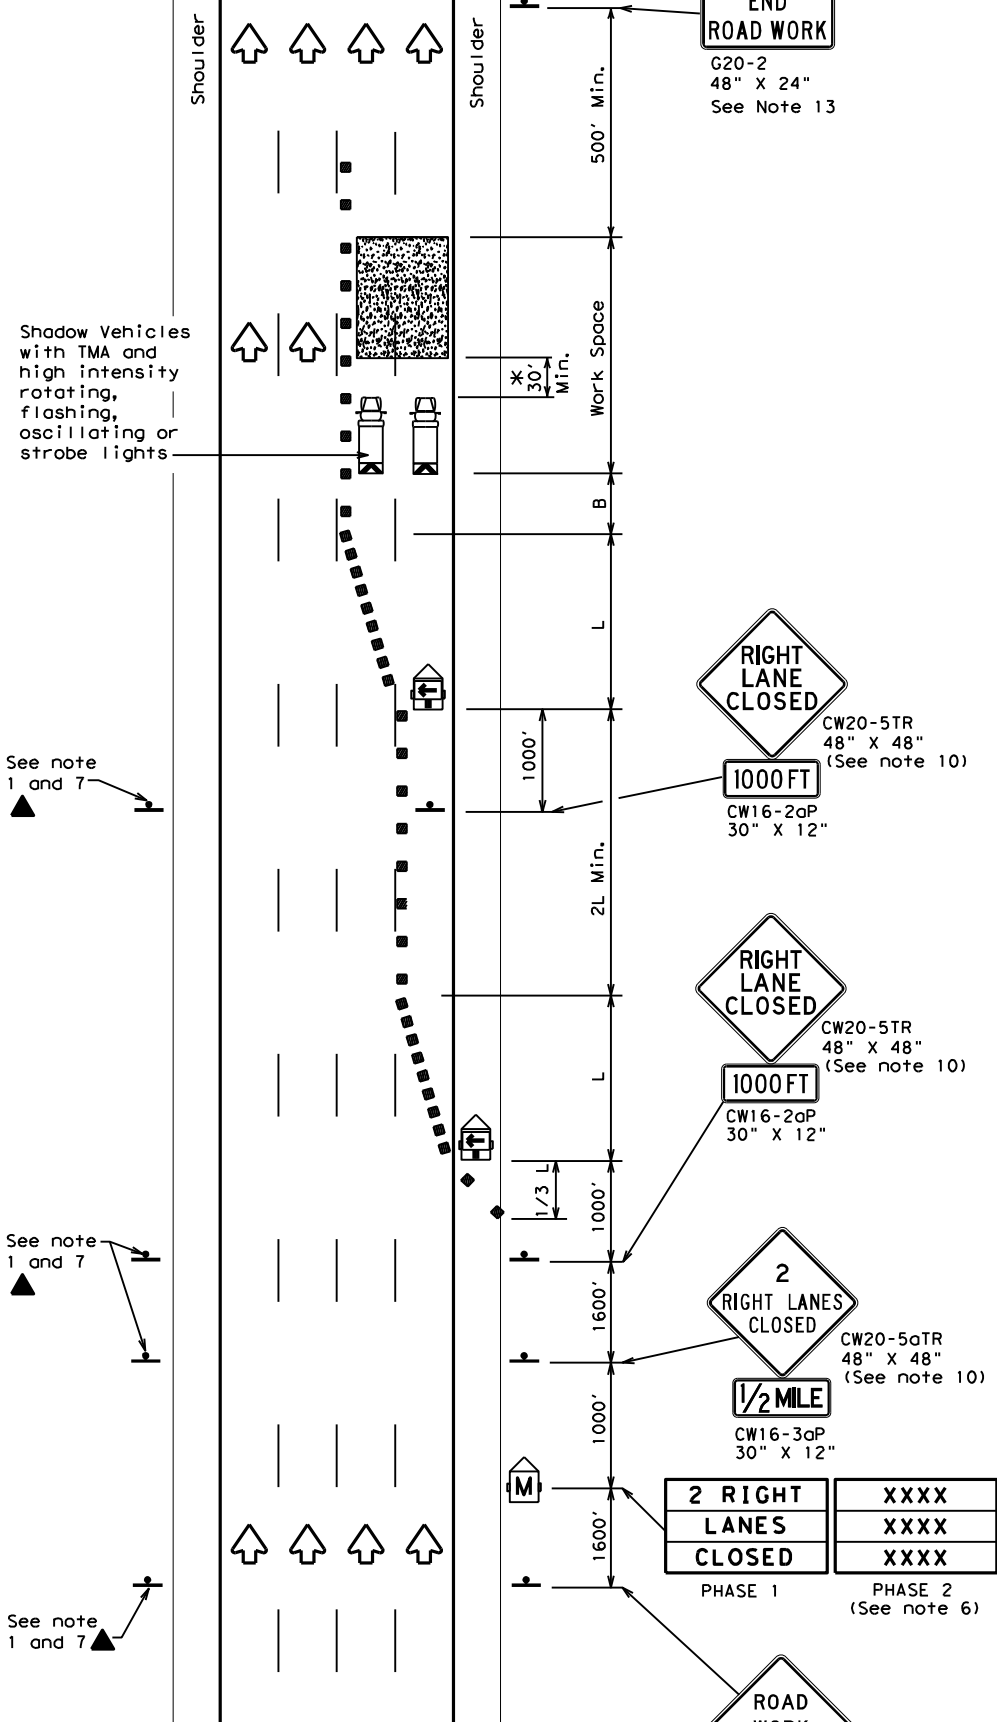 END
ROAD WORK
G20-2
48" X 24"
See Note 13
Shoulder
Shoulder
500' Min.
Shadow Vehicles
with TMA and
high intensity
rotating,
flashing,
oscillating or
strobe lights
* 30' Min.
Work Space
B
L
RIGHT
LANE
CLOSED
CW20-5TR
48" X 48"
(See note 10)
1000 FT
CW16-2aP
30" X 12"
1000'
See note
1 and 7
2L Min.
RIGHT
LANE
CLOSED
CW20-5TR
48" X 48"
(See note 10)
1000 FT
CW16-2aP
30" X 12"
L
1/3 L
1000'
See note
1 and 7
1600'
2
RIGHT LANES
CLOSED
CW20-5aTR
48" X 48"
(See note 10)
1/2 MILE
CW16-3aP
30" X 12"
1000'
M
2 RIGHT
LANES
CLOSED
PHASE 1
XXXX
XXXX
XXXX
PHASE 2
(See note 6)
1600'
See note
1 and 7
ROAD